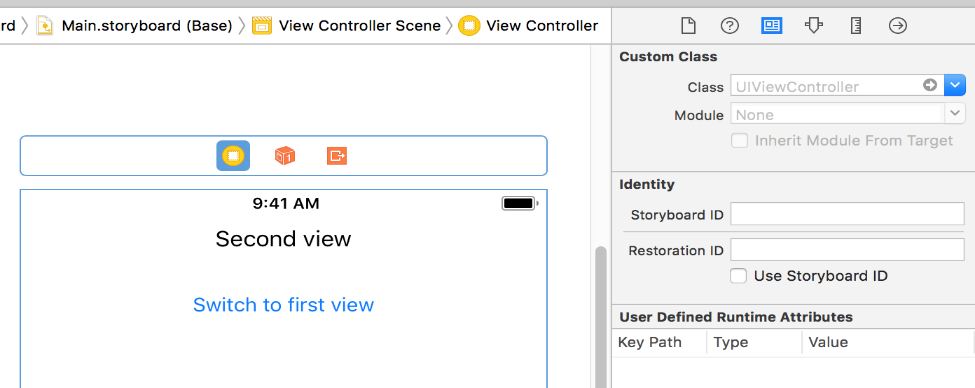 rd Main.storyboard (Base) View Controller Scene View Controller
Custom Class
Class UIViewController
Module None
Inherit Module From Target
1
9:41 AM
Second view
Switch to first view
Identity
Storyboard ID
Restoration ID
Use Storyboard ID
User Defined Runtime Attributes
Key Path Type Value